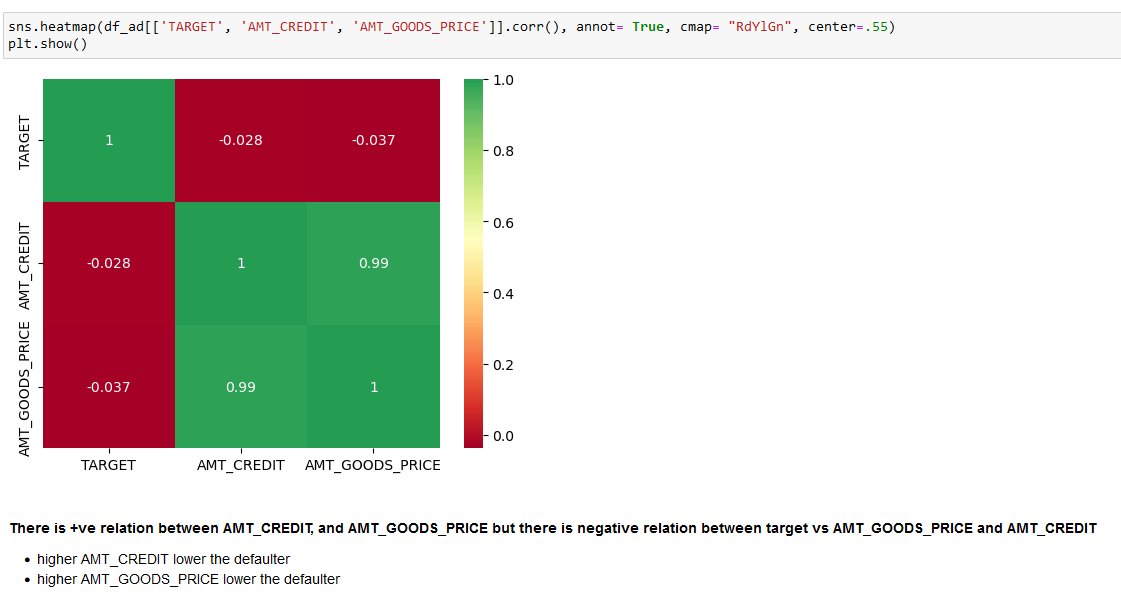 sns.heatmap(df_ad[['TARGET', 'AMT_CREDIT', 'AMT_GOODS_PRICE']].corr(), annot= True, cmap= "RdYlGn", center=.55)
plt.show()
TARGET
1
-0.028
-0.037
AMT_CREDIT
-0.028
1
0.99
AMT_GOODS_PRICE
-0.037
0.99
1
TARGET
AMT_CREDIT
AMT_GOODS_PRICE
1.0
0.8
0.6
0.4
0.2
0.0
There is +ve relation between AMT_CREDIT, and AMT_GOODS_PRICE but there is negative relation between target vs AMT_GOODS_PRICE and AMT_CREDIT
• higher AMT_CREDIT lower the defaulter
• higher AMT_GOODS_PRICE lower the defaulter